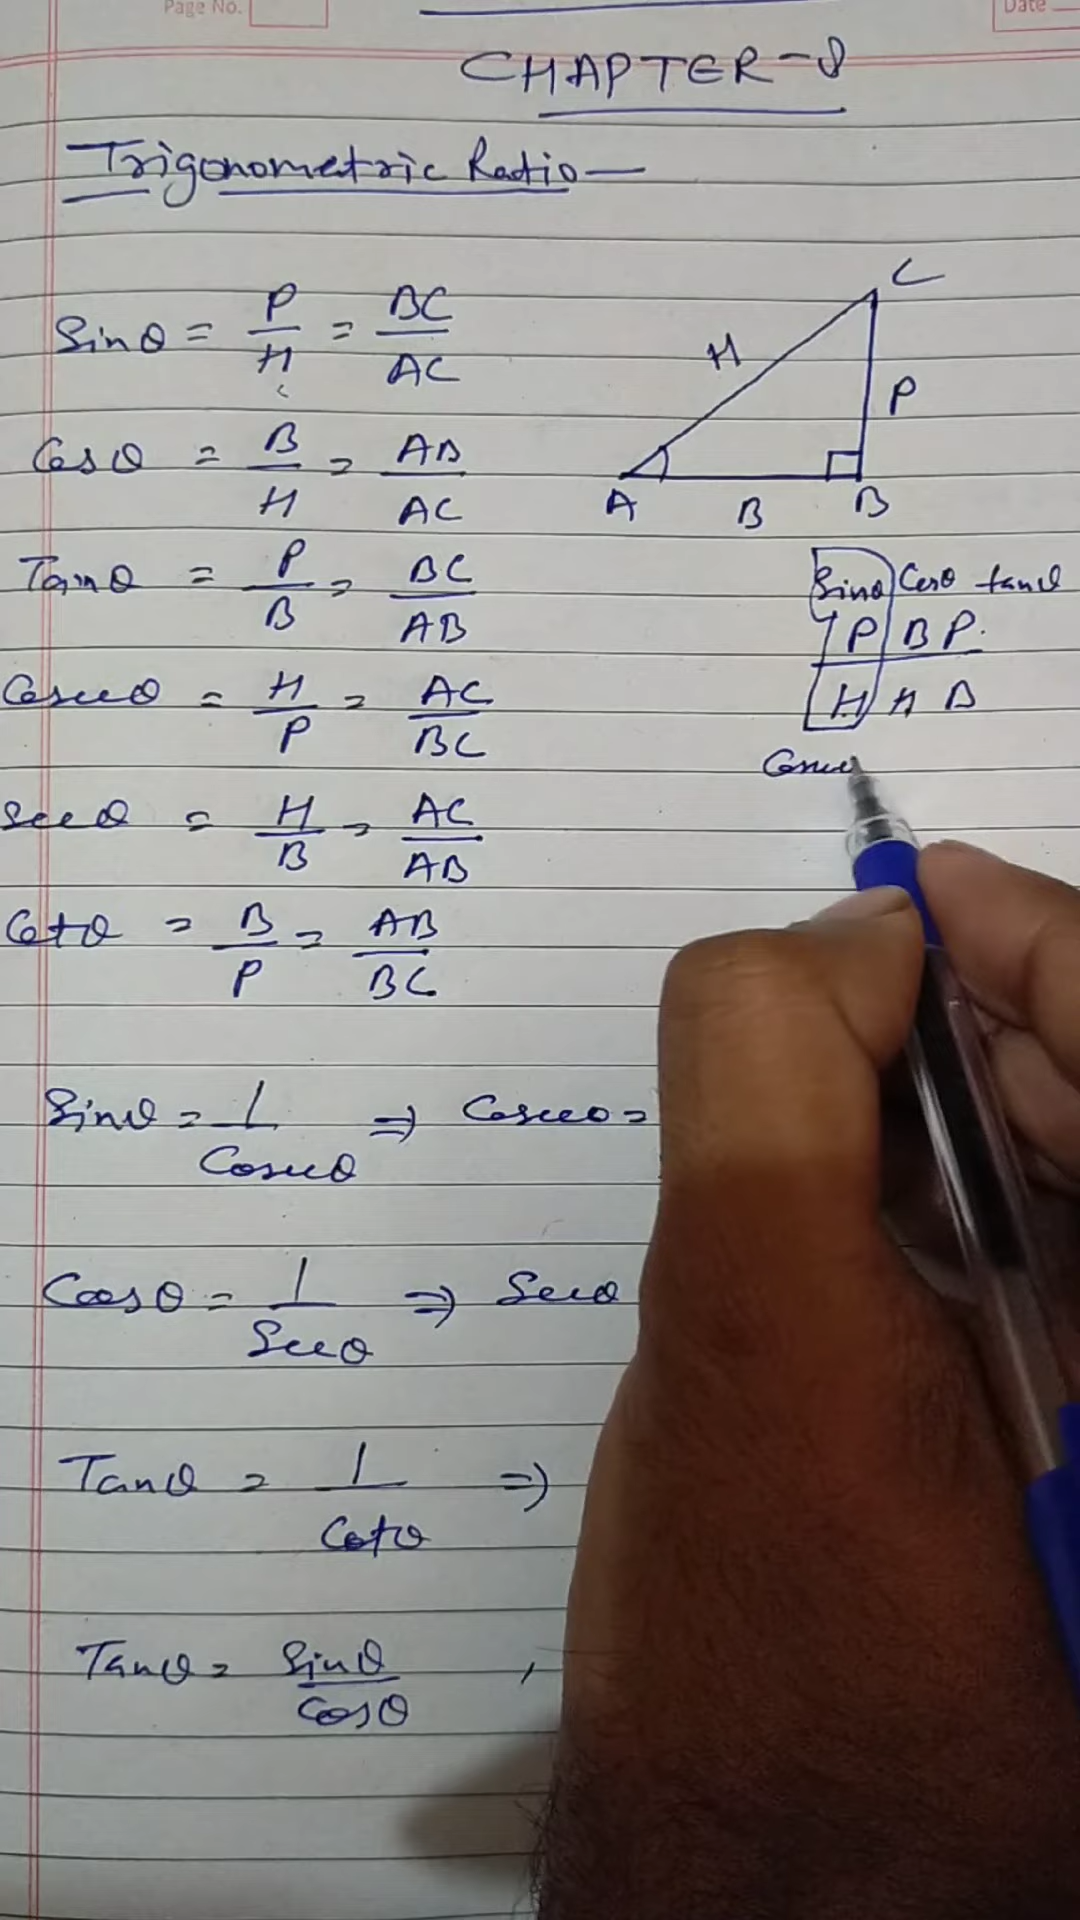 Page No.
Date
CHAPTER-8
Trigonometric Ratio—
Sinθ = P/H = BC/AC
Cosθ = B/H = AB/AC
Tanθ = P/B = BC/AB
Cosecθ = H/P = AC/BC
Secθ = H/B = AC/AB
Cotθ = B/P = AB/BC
C
H
P
A B B
Sinθ Cosθ tanθ
P B P.
H H B
Sinθ = 1/Cosecθ ⇒ Cosecθ =
Cosθ = 1/Secθ ⇒ Secθ
Tanθ = 1/Cotθ ⇒
Tanθ = Sinθ/Cosθ ,